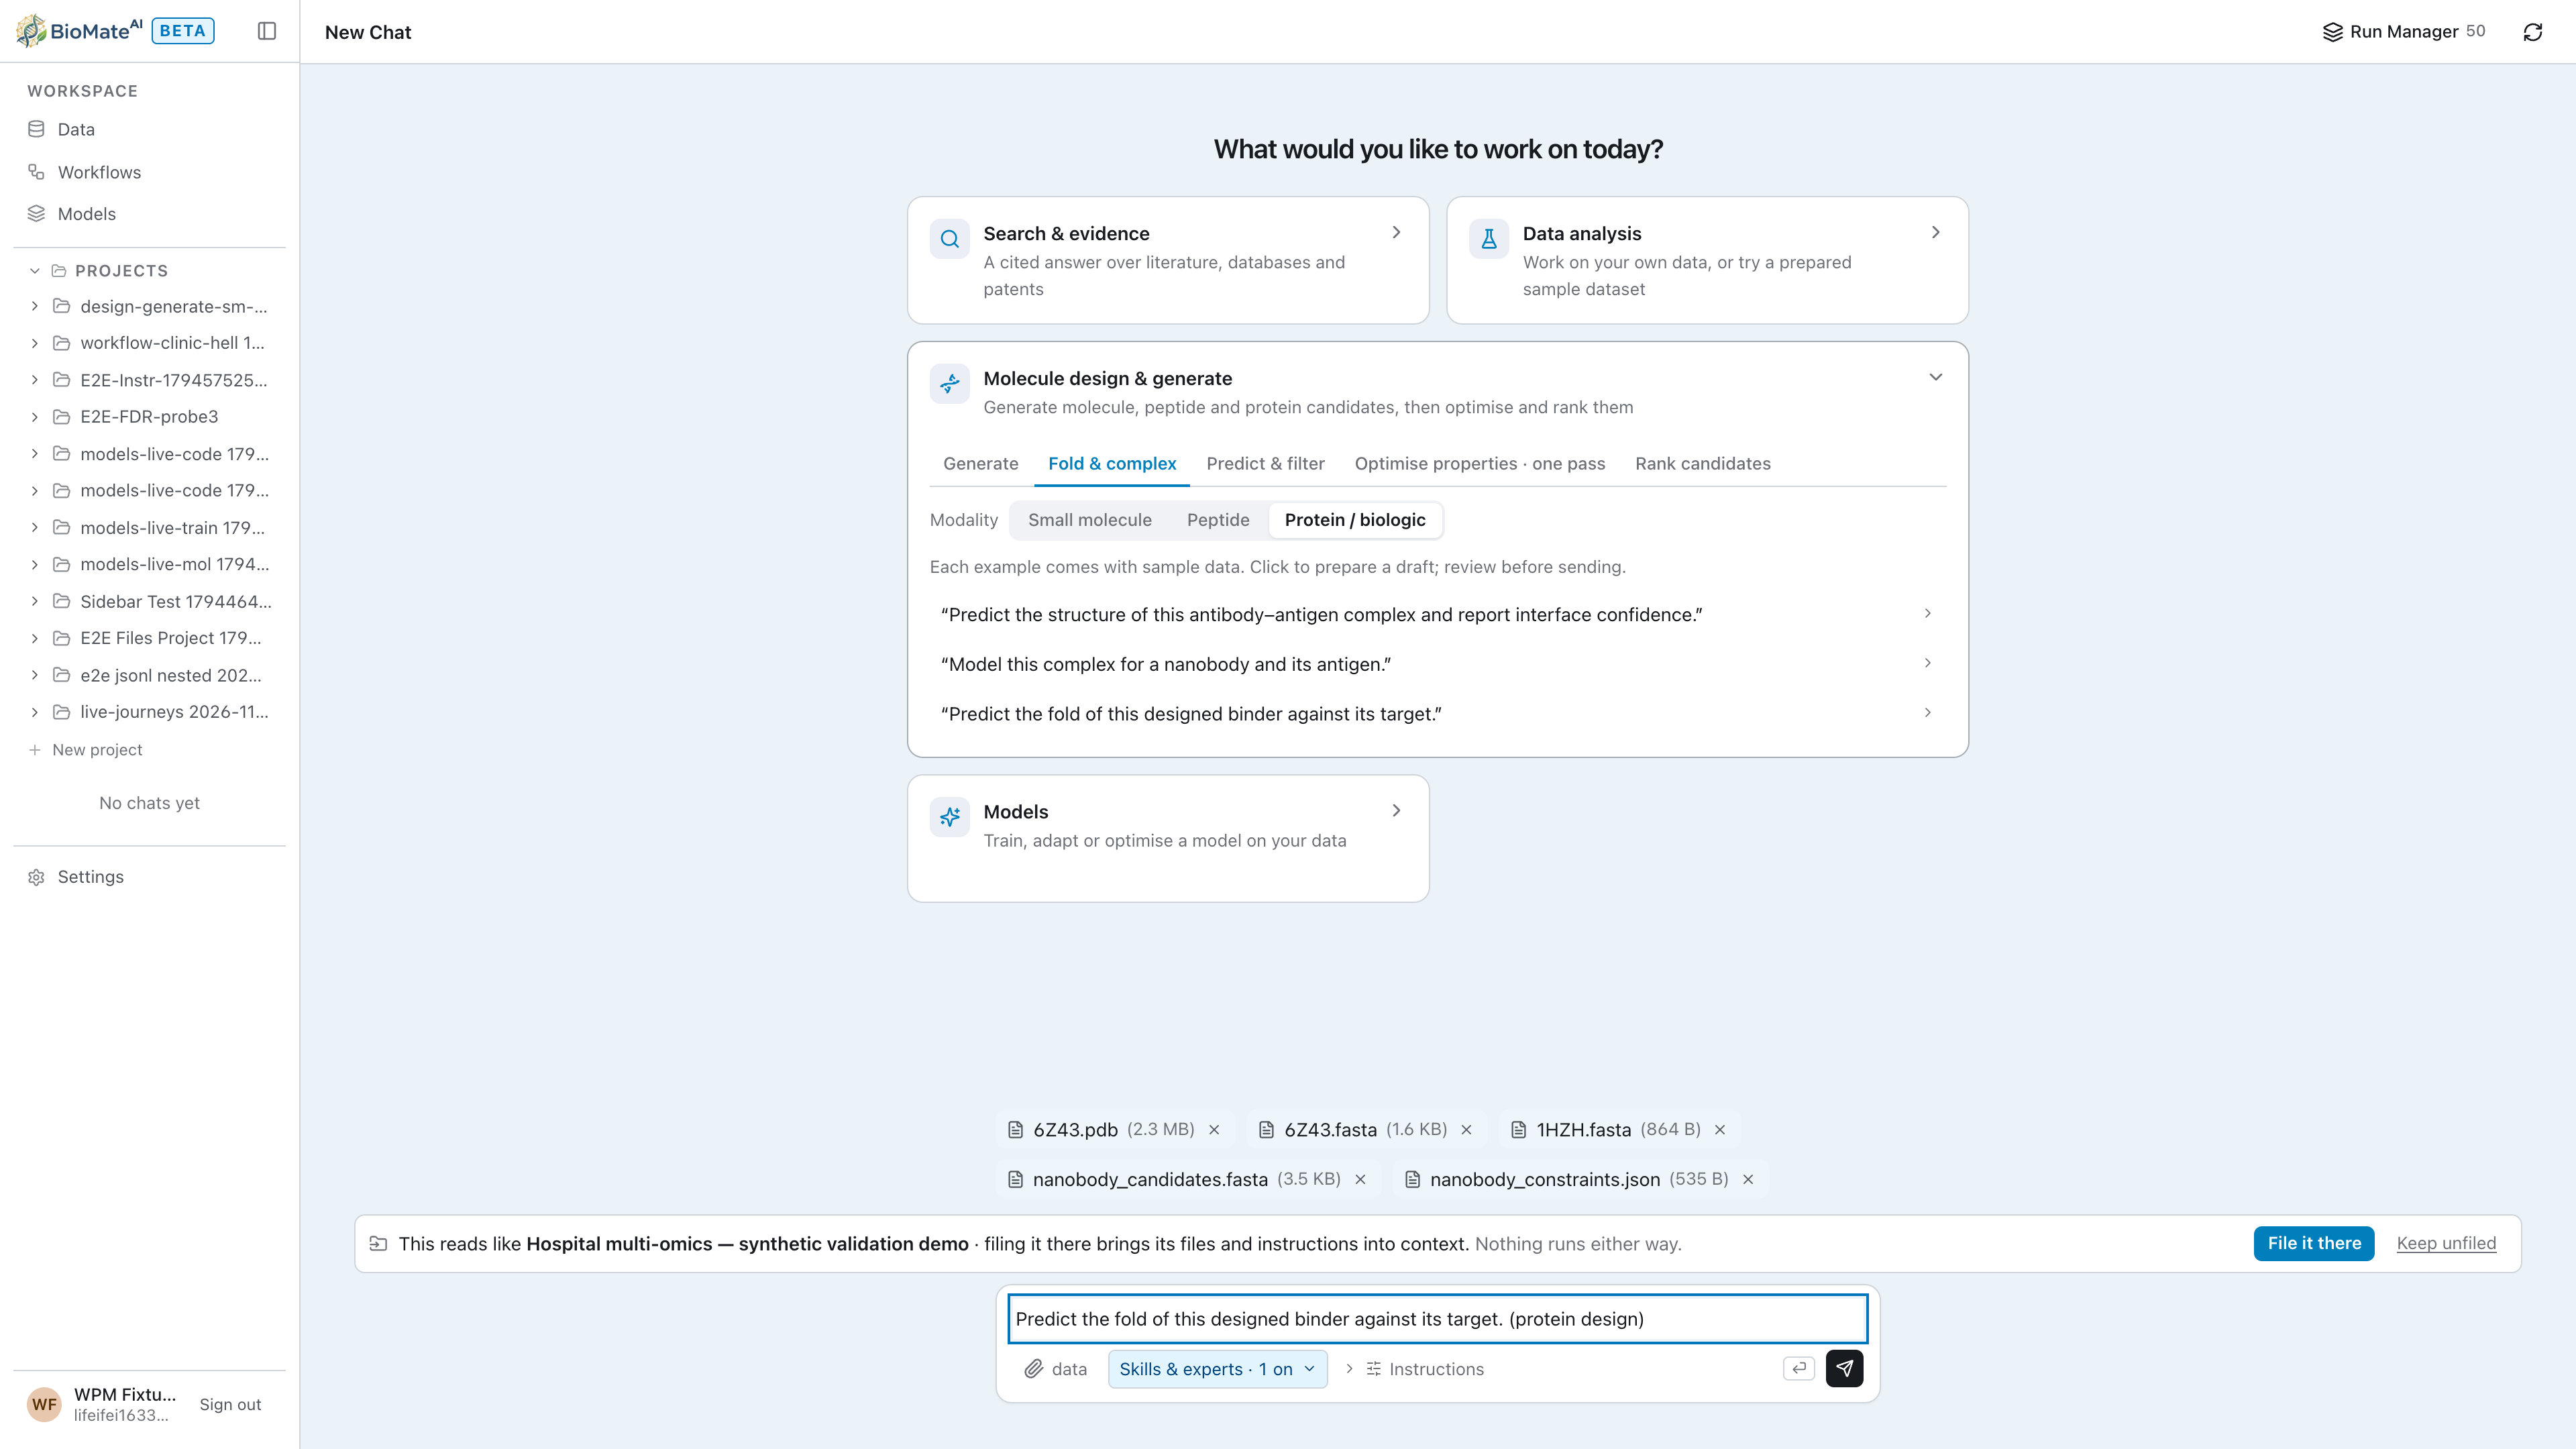 BioMate AI BETA
WORKSPACE
Data
Workflows
Models
PROJECTS
design-generate-sm-...
workflow-clinic-hell 1...
E2E-Instr-179457525...
E2E-FDR-probe3
models-live-code 179...
models-live-code 179...
models-live-train 179...
models-live-mol 1794...
Sidebar Test 1794464...
E2E Files Project 179...
e2e jsonl nested 202...
live-journeys 2026-11...
New project
No chats yet
Settings
WF
WPM Fixtu...
lifeifei1633...
Sign out
New Chat
Run Manager 50
What would you like to work on today?
Search & evidence
A cited answer over literature, databases and
patents
Data analysis
Work on your own data, or try a prepared
sample dataset
Molecule design & generate
Generate molecule, peptide and protein candidates, then optimise and rank them
Generate Fold & complex Predict & filter Optimise properties · one pass Rank candidates
Modality Small molecule Peptide Protein / biologic
Each example comes with sample data. Click to prepare a draft; review before sending.
“Predict the structure of this antibody–antigen complex and report interface confidence.”
“Model this complex for a nanobody and its antigen.”
“Predict the fold of this designed binder against its target.”
Models
Train, adapt or optimise a model on your data
6Z43.pdb (2.3 MB) 6Z43.fasta (1.6 KB) 1HZH.fasta (864 B)
nanobody_candidates.fasta (3.5 KB) nanobody_constraints.json (535 B)
This reads like Hospital multi-omics — synthetic validation demo · filing it there brings its files and instructions into context. Nothing runs either way.
File it there Keep unfiled
Predict the fold of this designed binder against its target. (protein design)
data Skills & experts · 1 on Instructions